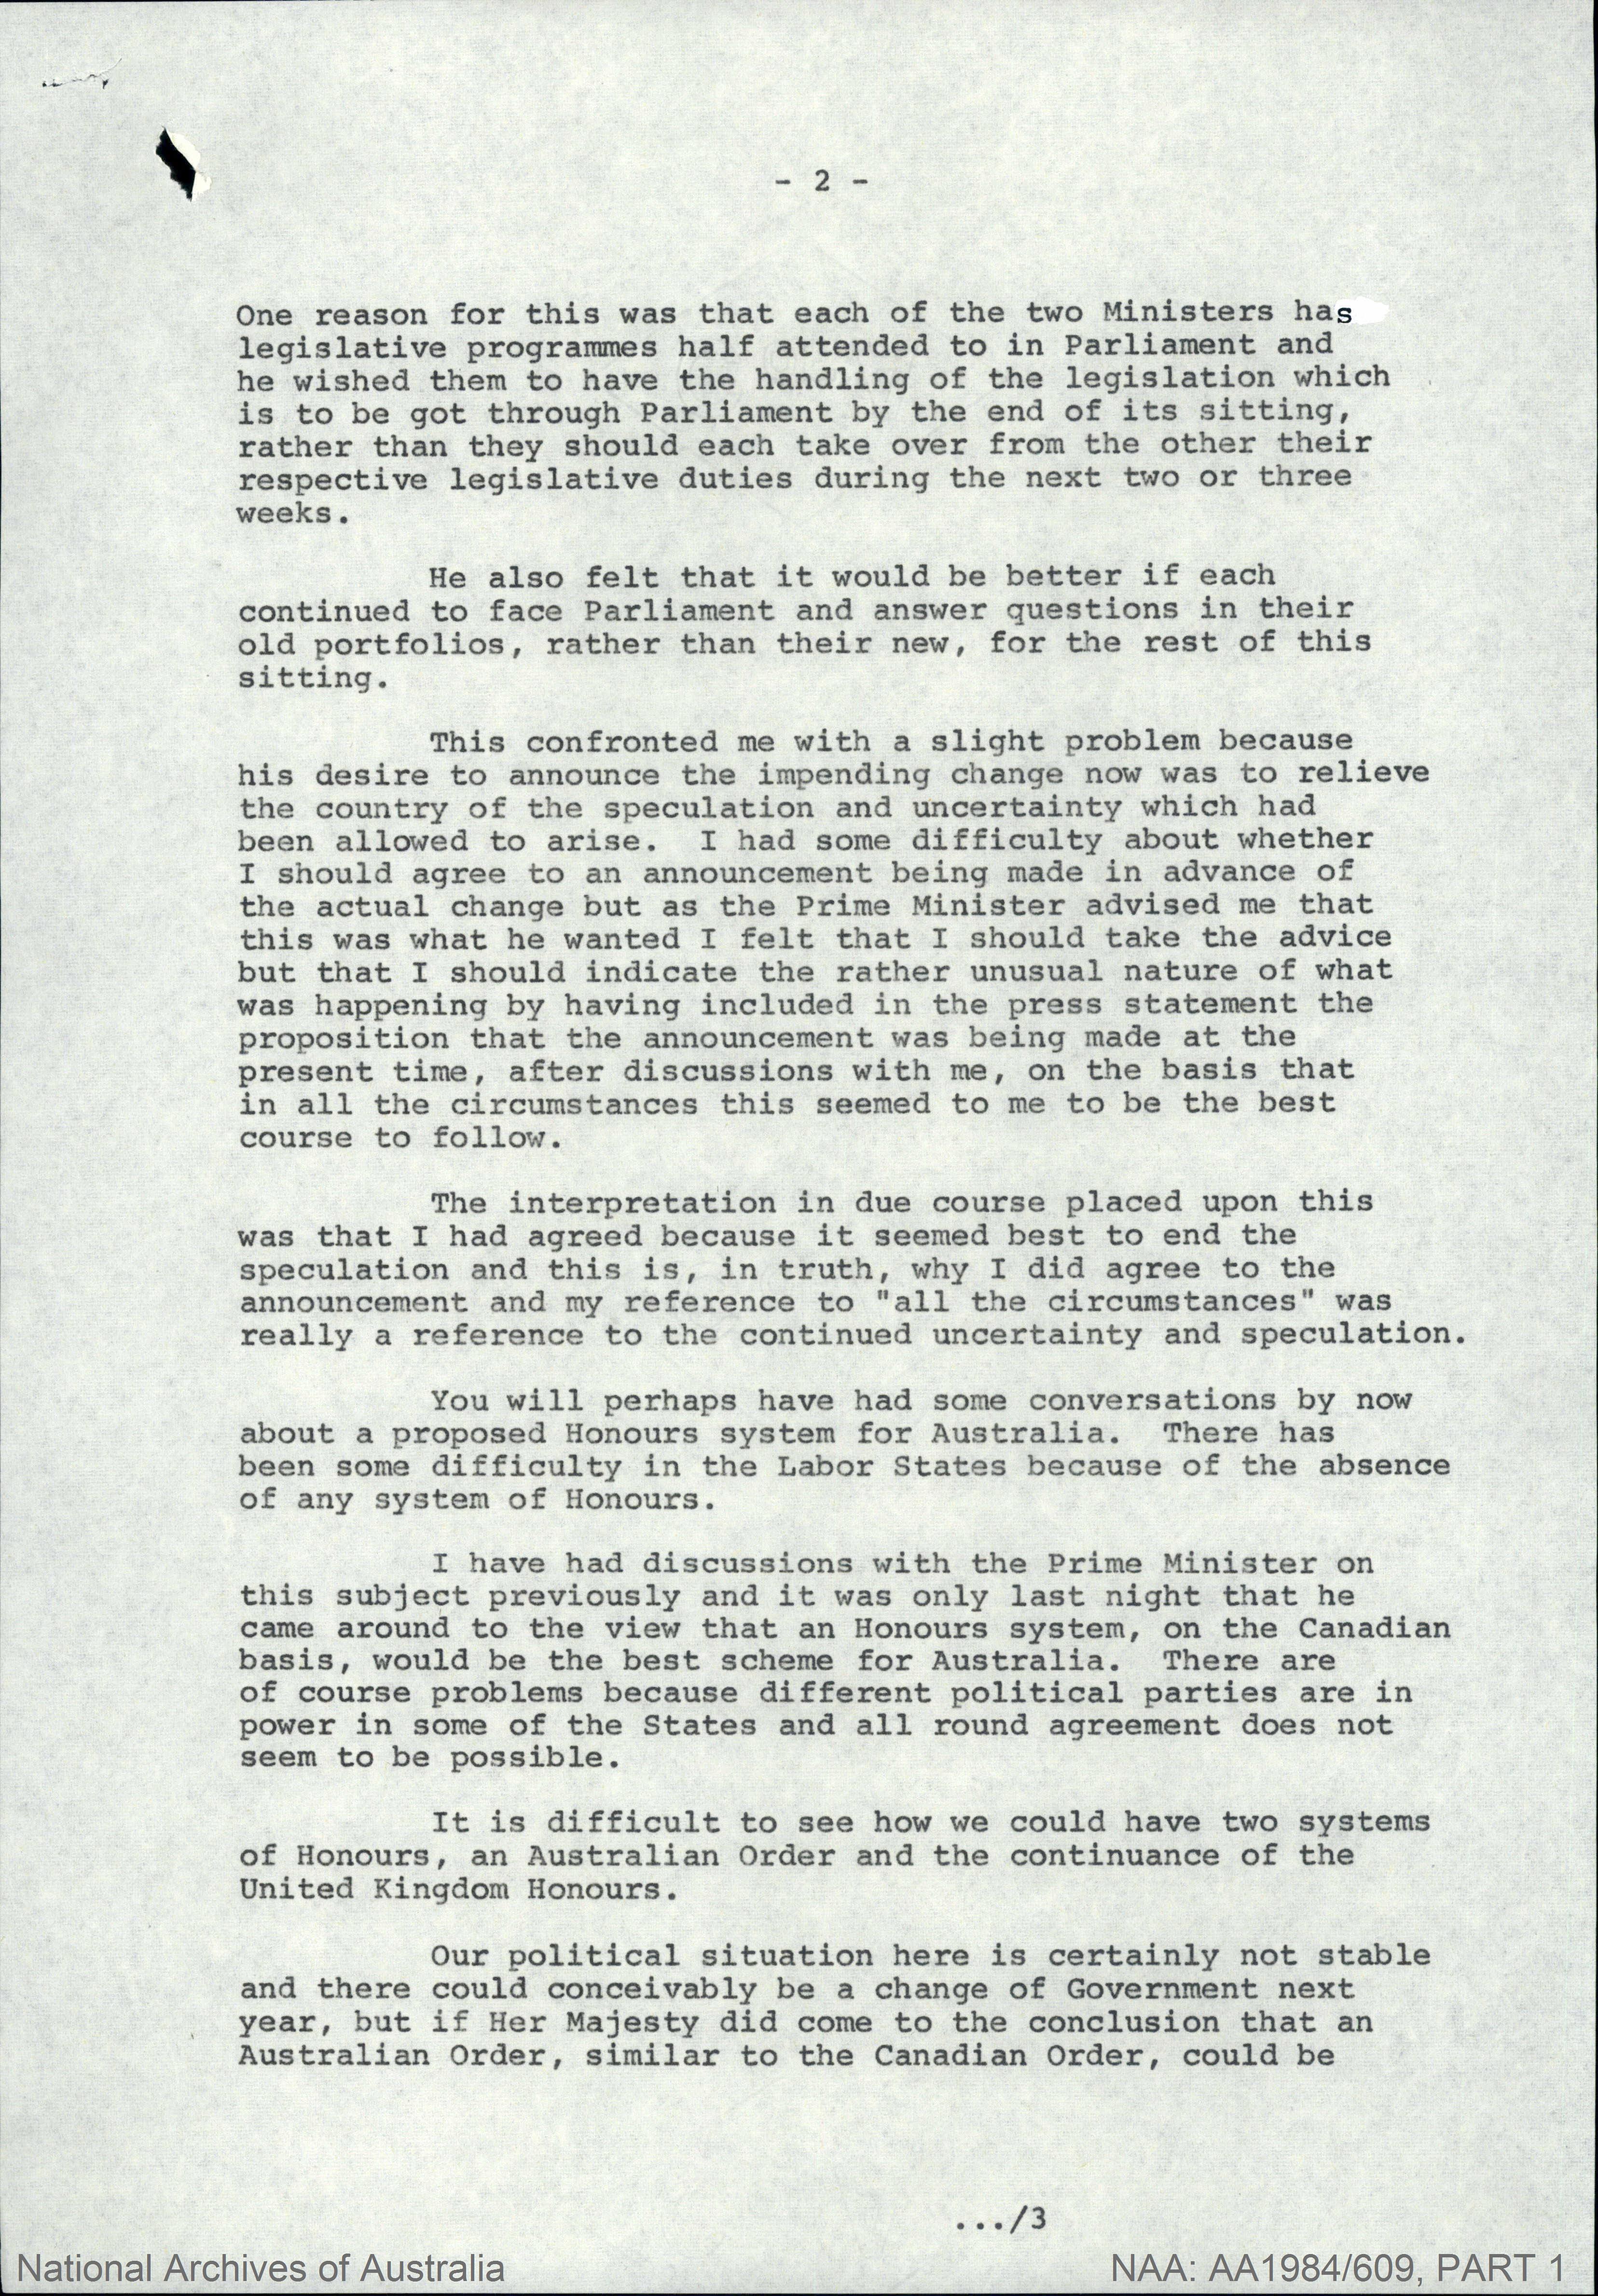 - 2 -
One reason for this was that each of the two Ministers has
legislative programmes half attended to in Parliament and
he wished them to have the handling of the legislation which
is to be got through Parliament by the end of its sitting,
rather than they should each take over from the other their
respective legislative duties during the next two or three
weeks.
He also felt that it would be better if each
continued to face Parliament and answer questions in their
old portfolios, rather than their new, for the rest of this
sitting.
This confronted me with a slight problem because
his desire to announce the impending change now was to relieve
the country of the speculation and uncertainty which had
been allowed to arise.  I had some difficulty about whether
I should agree to an announcement being made in advance of
the actual change but as the Prime Minister advised me that
this was what he wanted I felt that I should take the advice
but that I should indicate the rather unusual nature of what
was happening by having included in the press statement the
proposition that the announcement was being made at the
present time, after discussions with me, on the basis that
in all the circumstances this seemed to me to be the best
course to follow.
The interpretation in due course placed upon this
was that I had agreed because it seemed best to end the
speculation and this is, in truth, why I did agree to the
announcement and my reference to "all the circumstances" was
really a reference to the continued uncertainty and speculation.
You will perhaps have had some conversations by now
about a proposed Honours system for Australia.  There has
been some difficulty in the Labor States because of the absence
of any system of Honours.
I have had discussions with the Prime Minister on
this subject previously and it was only last night that he
came around to the view that an Honours system, on the Canadian
basis, would be the best scheme for Australia.  There are
of course problems because different political parties are in
power in some of the States and all round agreement does not
seem to be possible.
It is difficult to see how we could have two systems
of Honours, an Australian Order and the continuance of the
United Kingdom Honours.
Our political situation here is certainly not stable
and there could conceivably be a change of Government next
year, but if Her Majesty did come to the conclusion that an
Australian Order, similar to the Canadian Order, could be
.../3
National Archives of Australia
NAA: AA1984/609, PART 1